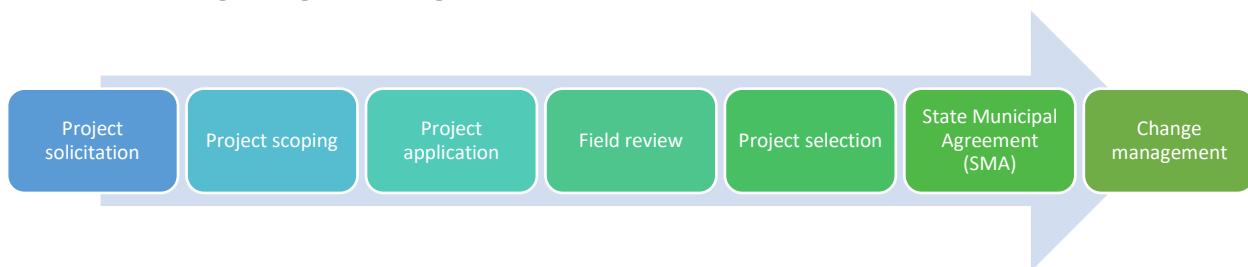 Project
solicitation
Project scoping
Project
application
Field review
Project selection
State Municipal
Agreement
(SMA)
Change
management